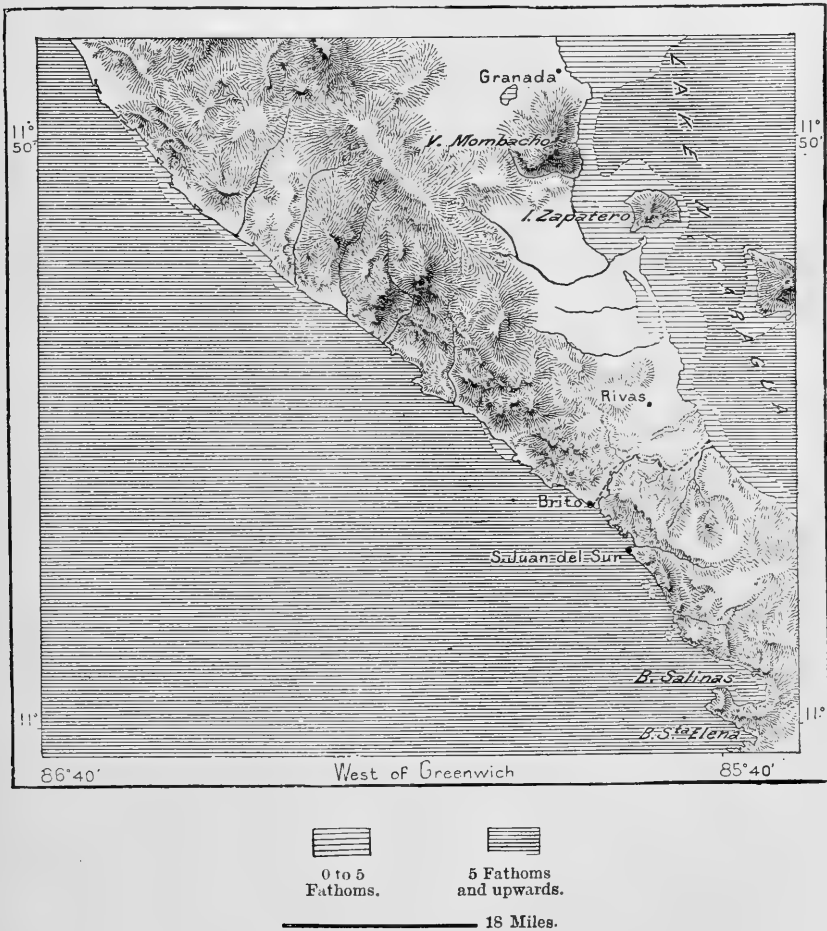 Granada
LAKE NICARAGUA
11°
50'
11°
50'
V. Mombacho
I. Zapatero
Rivas
Brito
S. Juan-del-Sur
B. Salinas
11°
11°
B. Sta Elena
86°40'
West of Greenwich
85°40'
0 to 5
Fathoms.
5 Fathoms
and upwards.
18 Miles.